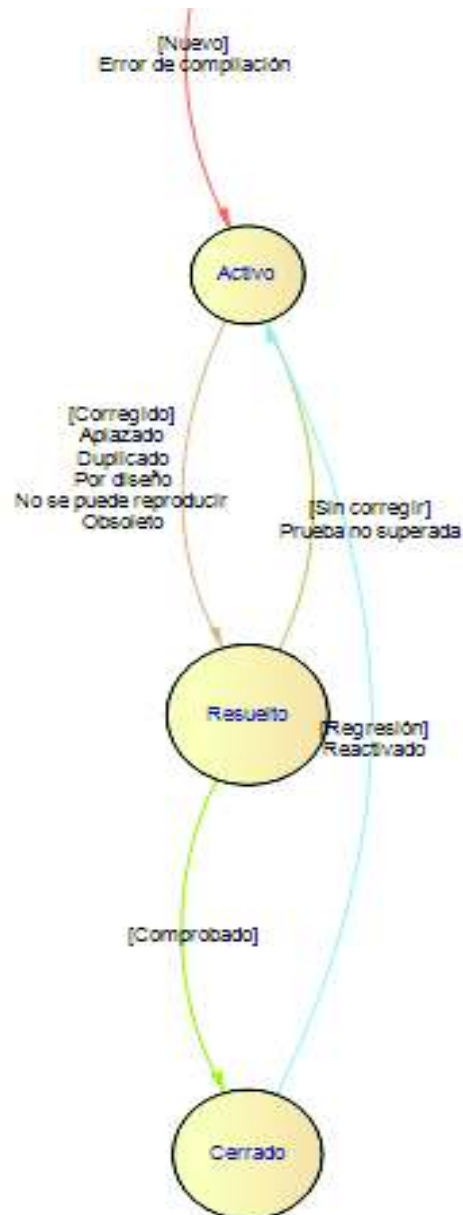 [Nuevo]
Error de compilación
Activo
[Corregido]
Aplazado
Duplicado
Por diseño
No se puede reproducir
Obsoleto
[Sin corregir]
Prueba no superada
Resuelto
[Regresión]
Reactivado
[Comprobado]
Cerrado